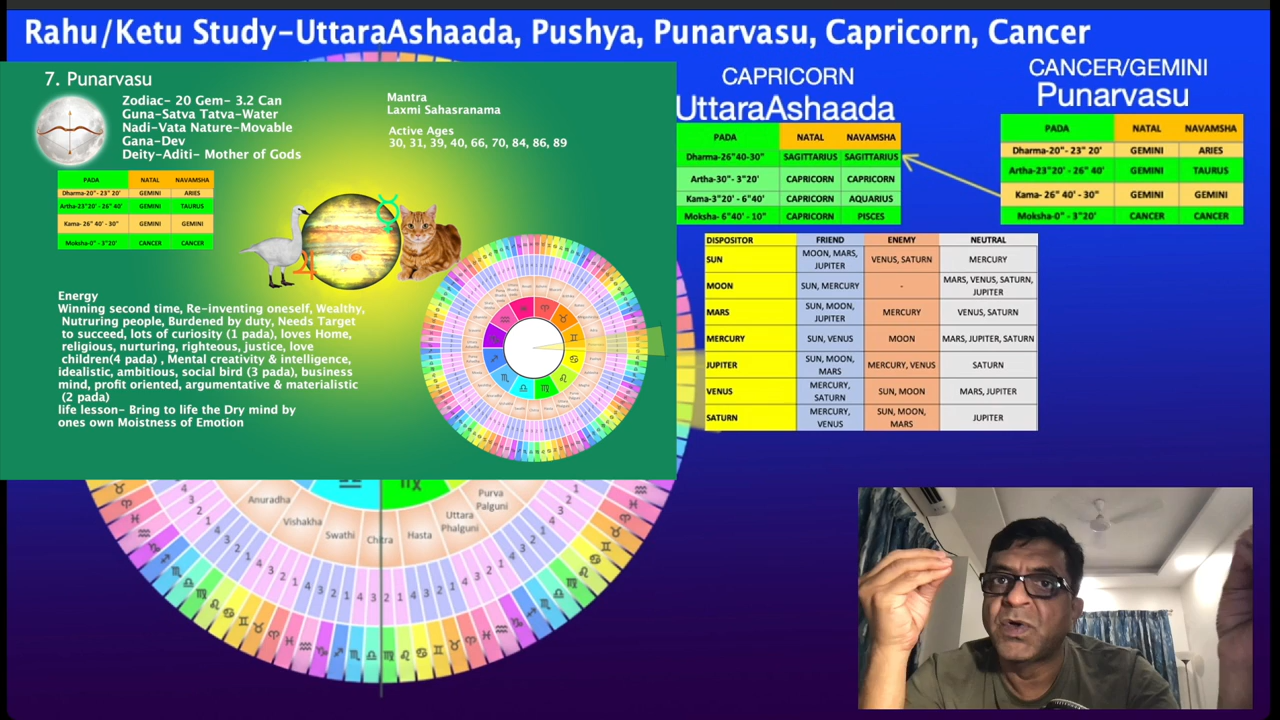 Rahu/Ketu Study-UttaraAshaada, Pushya, Punarvasu, Capricorn, Cancer
7. Punarvasu
Zodiac- 20 Gem- 3.2 Can
Guna-Satva Tatva-Water
Nadi-Vata Nature-Movable
Gana-Dev
Deity-Aditi- Mother of Gods
Mantra
Laxmi Sahasranama
Active Ages
30, 31, 39, 40, 66, 70, 84, 86, 89
PADA NATAL NAVAMSHA
Dharma-20°- 23° 20' GEMINI ARIES
Artha-23°20' - 26° 40' GEMINI TAURUS
Kama- 26° 40' - 30° GEMINI GEMINI
Moksha-0° - 3°20' CANCER CANCER
Energy
Winning second time, Re-inventing oneself, Wealthy,
Nutruring people, Burdened by duty, Needs Target
to succeed, lots of curiosity (1 pada), loves Home,
religious, nurturing, righteous, justice, love
children(4 pada) , Mental creativity & intelligence,
idealistic, ambitious, social bird (3 pada), business
mind, profit oriented, argumentative & materialistic
(2 pada)
life lesson- Bring to life the Dry mind by
ones own Moistness of Emotion
CAPRICORN
UttaraAshaada
PADA NATAL NAVAMSHA
Dharma-26°40-30° SAGITTARIUS SAGITTARIUS
Artha-30°- 3°20' CAPRICORN CAPRICORN
Kama-3°20' - 6°40' CAPRICORN AQUARIUS
Moksha- 6°40' - 10° CAPRICORN PISCES
CANCER/GEMINI
Punarvasu
PADA NATAL NAVAMSHA
Dharma-20°- 23° 20' GEMINI ARIES
Artha-23°20' - 26° 40' GEMINI TAURUS
Kama- 26° 40' - 30° GEMINI GEMINI
Moksha-0° - 3°20' CANCER CANCER
DISPOSITOR FRIEND ENEMY NEUTRAL
SUN MOON, MARS, JUPITER VENUS, SATURN MERCURY
MOON SUN, MERCURY - MARS, VENUS, SATURN, JUPITER
MARS SUN, MOON, JUPITER MERCURY VENUS, SATURN
MERCURY SUN, VENUS MOON MARS, JUPITER, SATURN
JUPITER SUN, MOON, MARS MERCURY, VENUS SATURN
VENUS MERCURY, SATURN SUN, MOON MARS, JUPITER
SATURN MERCURY, VENUS SUN, MOON, MARS JUPITER
Anuradha
Vishakha
Swathi
Chitra
Hasta
Uttara
Phalguni
Purva
Palguni